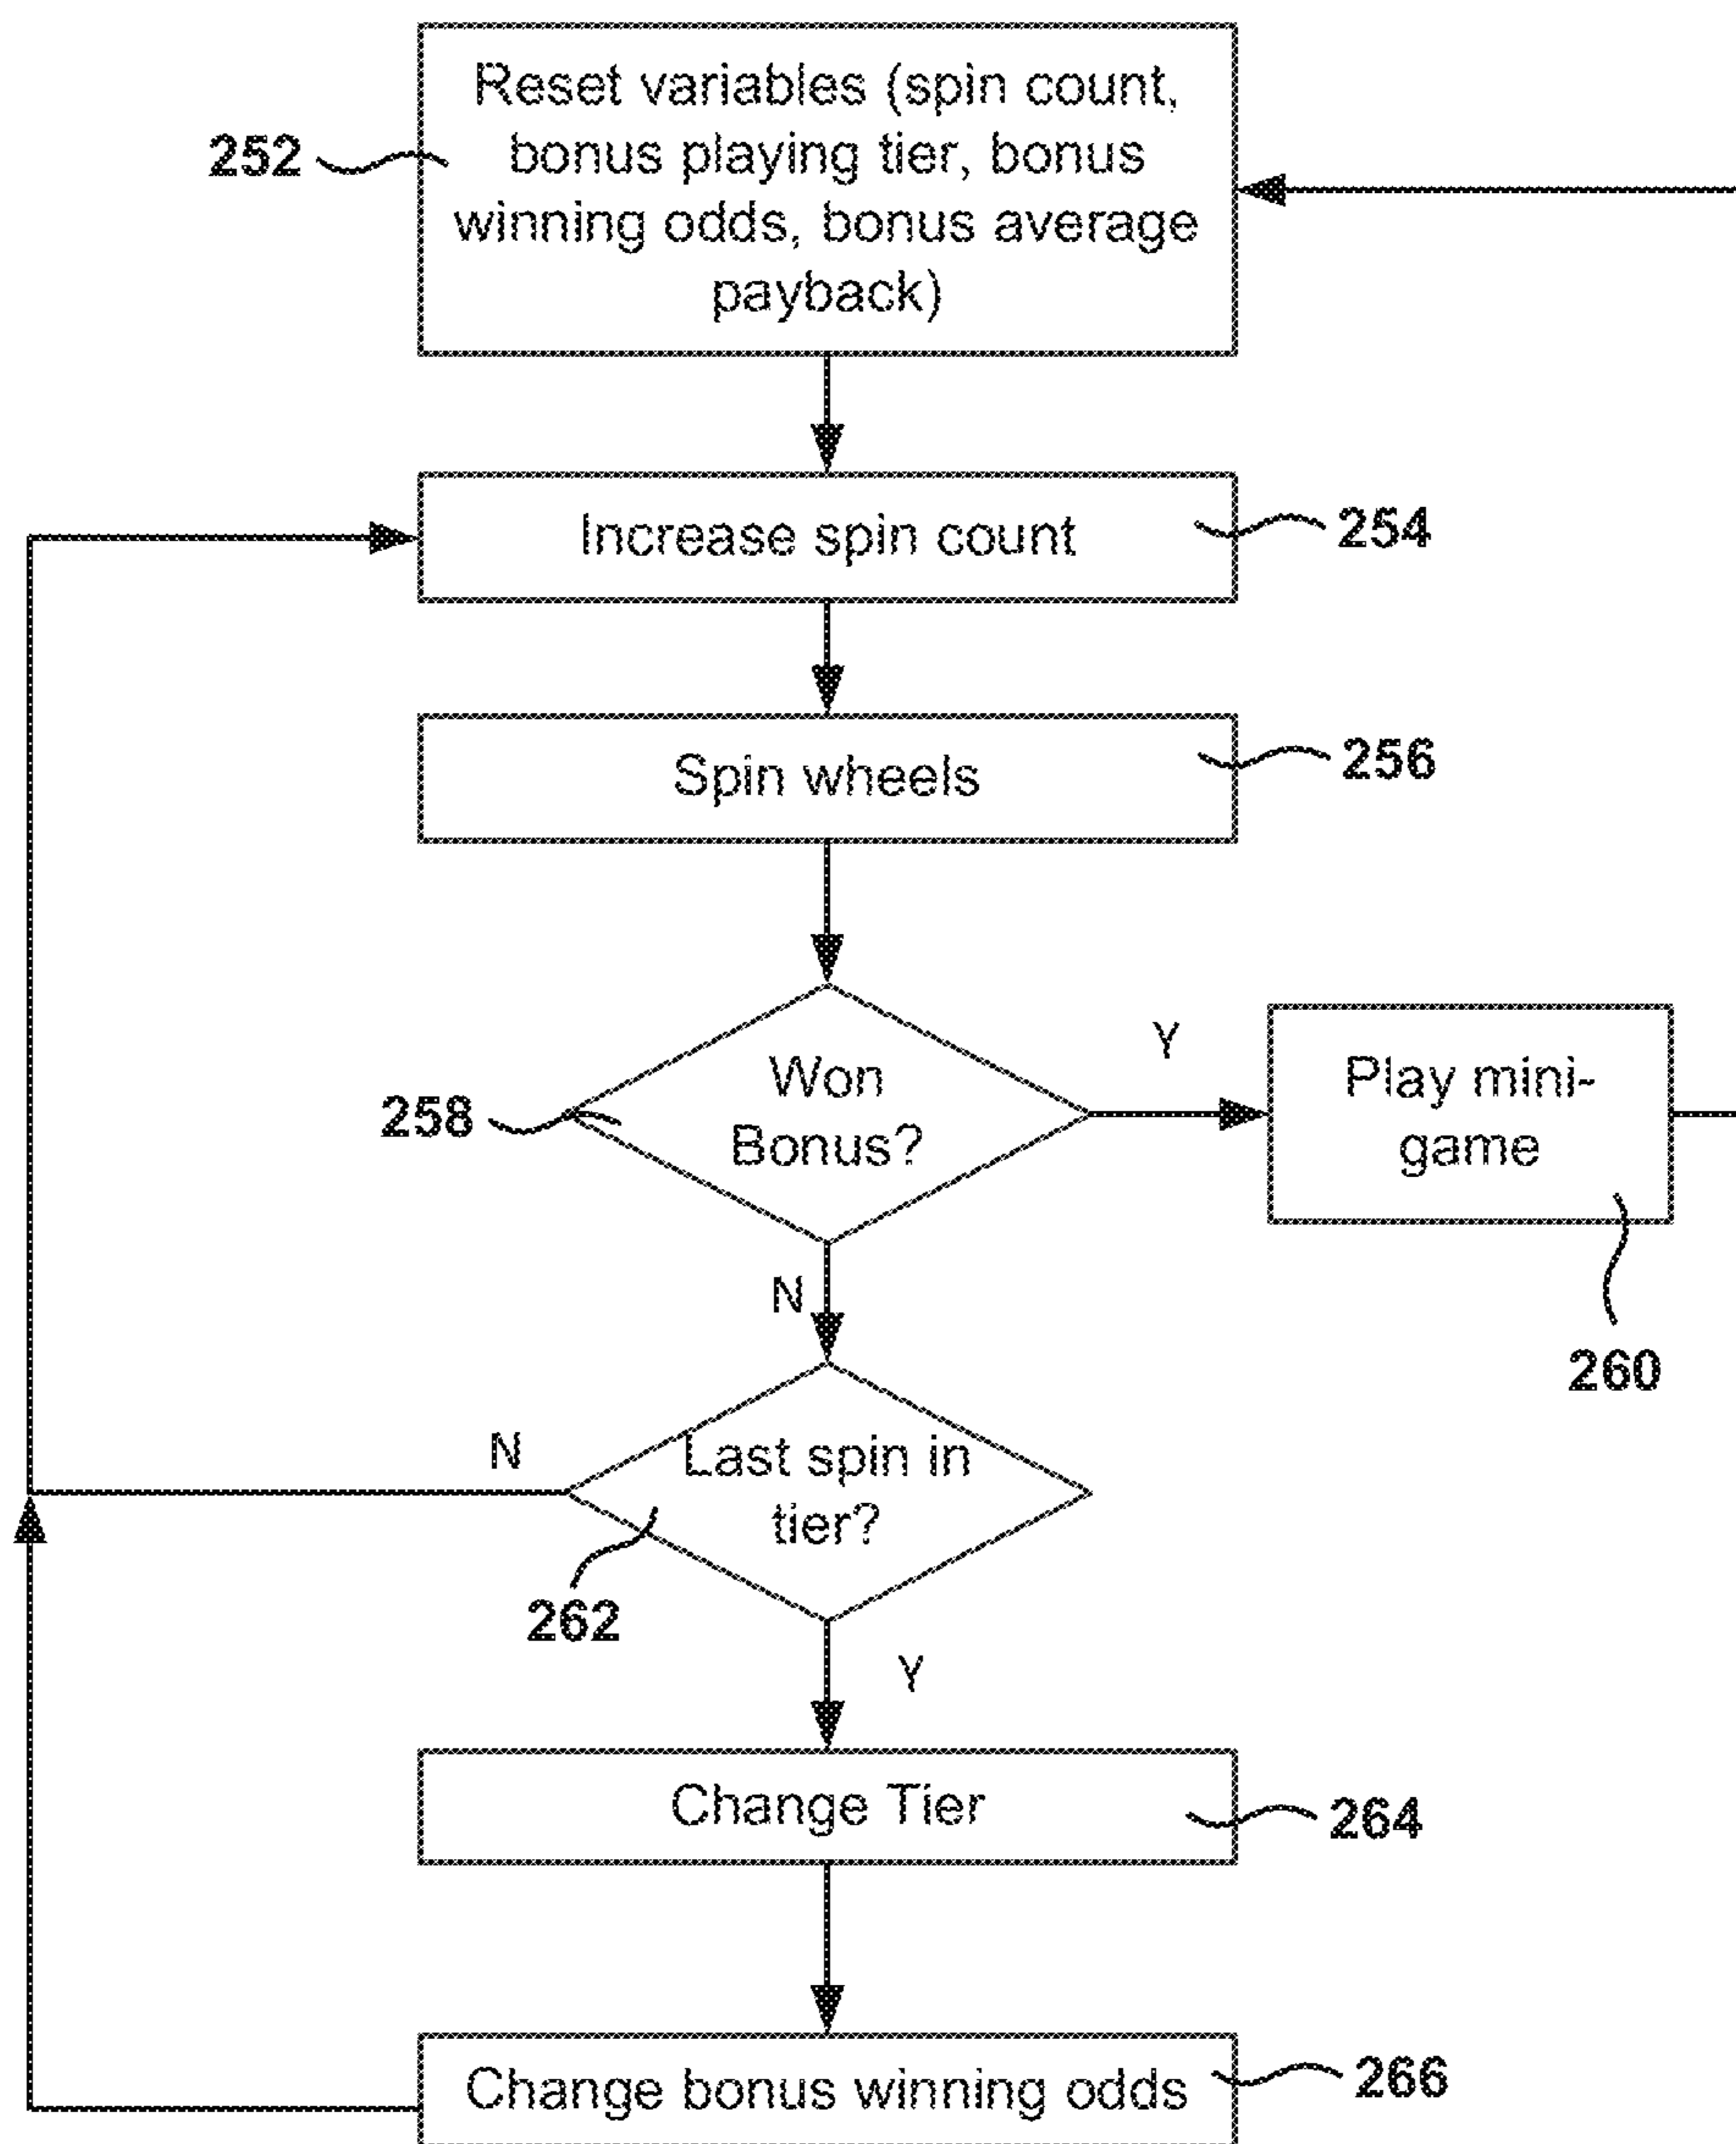 Reset variables (spin count,
bonus playing tier, bonus
winning odds, bonus average
payback)
252
Increase spin count
254
Spin wheels
256
Won
Bonus?
258
Y
Play mini-
game
260
N
Last spin in
tier?
N
262
Y
Change Tier
264
Change bonus winning odds
266